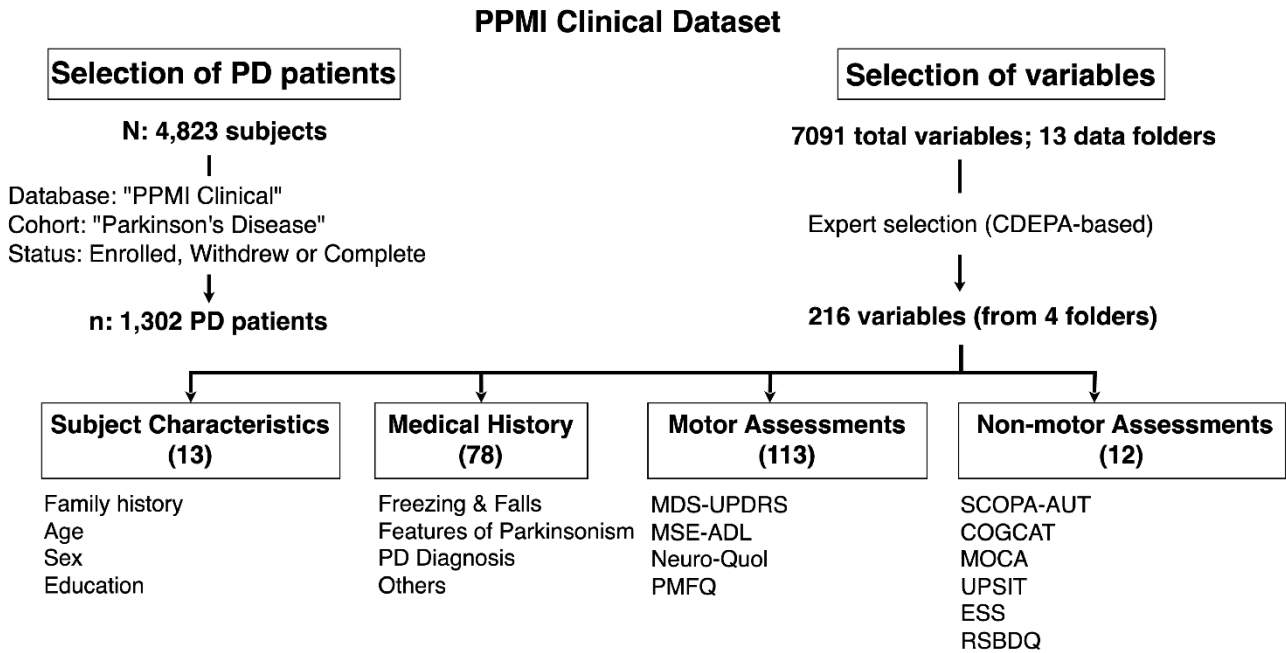 PPMI Clinical Dataset
Selection of PD patients
N: 4,823 subjects
Database: "PPMI Clinical"
Cohort: "Parkinson's Disease"
Status: Enrolled, Withdrew or Complete
n: 1,302 PD patients
Selection of variables
7091 total variables; 13 data folders
Expert selection (CDEPA-based)
216 variables (from 4 folders)
Subject Characteristics
(13)
Family history
Age
Sex
Education
Medical History
(78)
Freezing & Falls
Features of Parkinsonism
PD Diagnosis
Others
Motor Assessments
(113)
MDS-UPDRS
MSE-ADL
Neuro-Quol
PMFQ
Non-motor Assessments
(12)
SCOPA-AUT
COGCAT
MOCA
UPSIT
ESS
RSBDQ